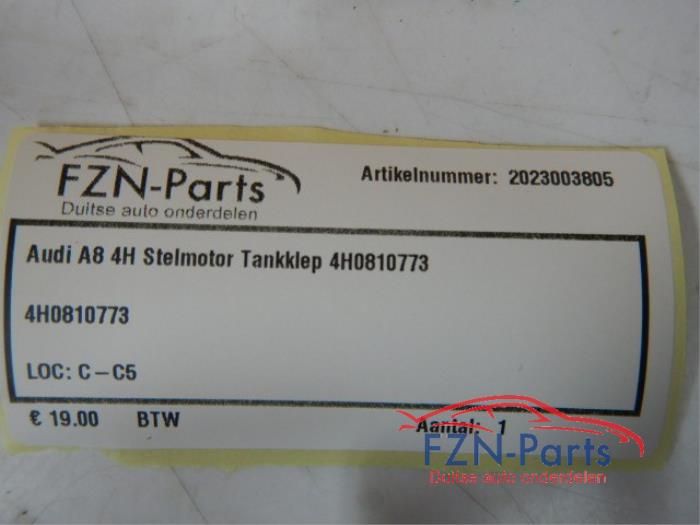 FZN-Parts
Duitse auto onderdelen
Artikelnummer: 2023003805
Audi A8 4H Stelmotor Tankklep 4H0810773
4H0810773
LOC: C-C5
€ 19.00 BTW
Aantal: 1
FZN-Parts
Duitse auto onderdelen